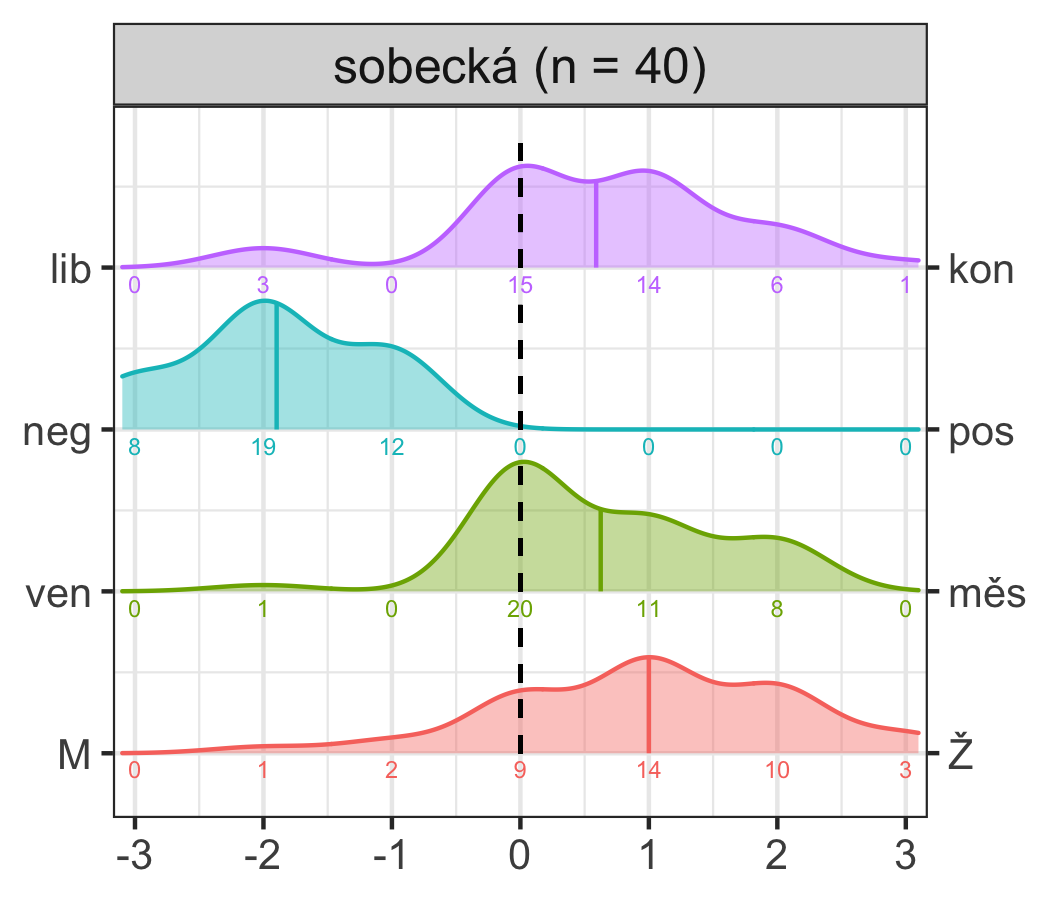 sobecká (n = 40)
lib kon
0 3 0 15 14 6 1
neg pos
8 19 12 0 0 0 0
ven měs
0 1 0 20 11 8 0
M Ž
0 1 2 9 14 10 3
-3 -2 -1 0 1 2 3